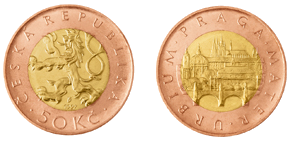 ČESKÁ REPUBLIKA
50 KČ
PRAGA MATER URBIUM